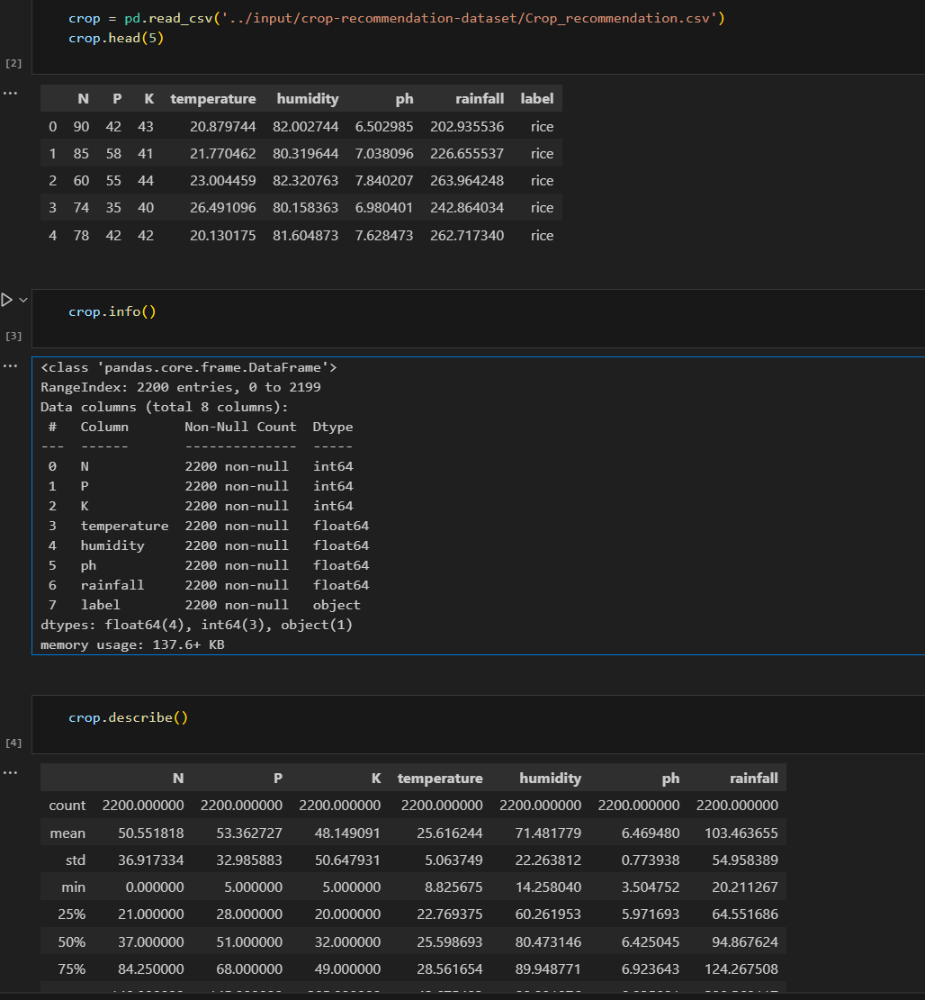 crop = pd.read_csv('../input/crop-recommendation-dataset/Crop_recommendation.csv')
crop.head(5)
[2]
...
N P K temperature humidity ph rainfall label
0 90 42 43 20.879744 82.002744 6.502985 202.935536 rice
1 85 58 41 21.770462 80.319644 7.038096 226.655537 rice
2 60 55 44 23.004459 82.320763 7.840207 263.964248 rice
3 74 35 40 26.491096 80.158363 6.980401 242.864034 rice
4 78 42 42 20.130175 81.604873 7.628473 262.717340 rice
crop.info()
[3]
...
<class 'pandas.core.frame.DataFrame'>
RangeIndex: 2200 entries, 0 to 2199
Data columns (total 8 columns):
# Column Non-Null Count Dtype
--- ------ -------------- -----
0 N 2200 non-null int64
1 P 2200 non-null int64
2 K 2200 non-null int64
3 temperature 2200 non-null float64
4 humidity 2200 non-null float64
5 ph 2200 non-null float64
6 rainfall 2200 non-null float64
7 label 2200 non-null object
dtypes: float64(4), int64(3), object(1)
memory usage: 137.6+ KB
crop.describe()
[4]
...
N P K temperature humidity ph rainfall
count 2200.000000 2200.000000 2200.000000 2200.000000 2200.000000 2200.000000 2200.000000
mean 50.551818 53.362727 48.149091 25.616244 71.481779 6.469480 103.463655
std 36.917334 32.985883 50.647931 5.063749 22.263812 0.773938 54.958389
min 0.000000 5.000000 5.000000 8.825675 14.258040 3.504752 20.211267
25% 21.000000 28.000000 20.000000 22.769375 60.261953 5.971693 64.551686
50% 37.000000 51.000000 32.000000 25.598693 80.473146 6.425045 94.867624
75% 84.250000 68.000000 49.000000 28.561654 89.948771 6.923643 124.267508